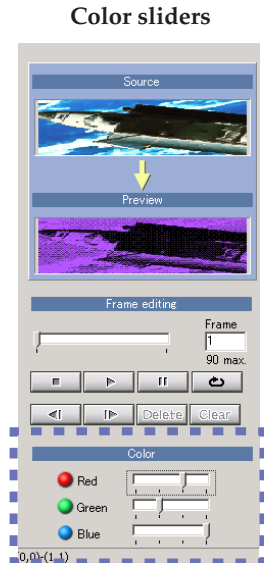 Color sliders
Source
Preview
Frame editing
Frame
1
90 max.
Delete Clear
Color
Red
Green
Blue
(0,0)-(1,1)